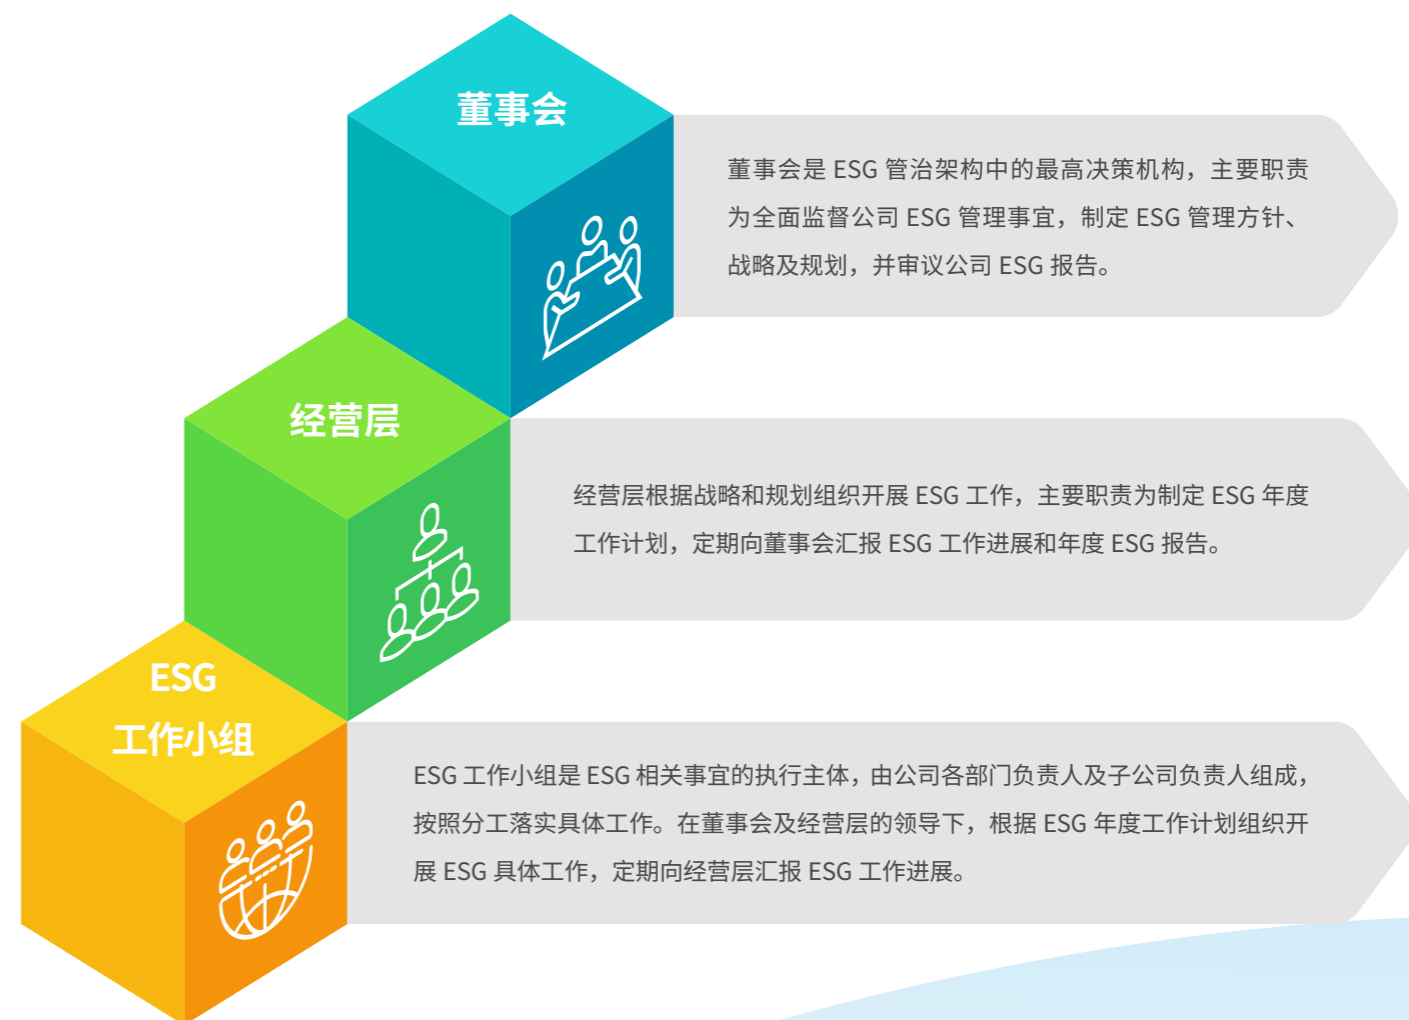 董事会
董事会是 ESG 管治架构中的最高决策机构，主要职责
为全面监督公司 ESG 管理事宜，制定 ESG 管理方针、
战略及规划，并审议公司 ESG 报告。
经营层
经营层根据战略和规划组织开展 ESG 工作，主要职责为制定 ESG 年度
工作计划，定期向董事会汇报 ESG 工作进展和年度 ESG 报告。
ESG
工作小组
ESG 工作小组是 ESG 相关事宜的执行主体，由公司各部门负责人及子公司负责人组成，
按照分工落实具体工作。在董事会及经营层的领导下，根据 ESG 年度工作计划组织开
展 ESG 具体工作，定期向经营层汇报 ESG 工作进展。